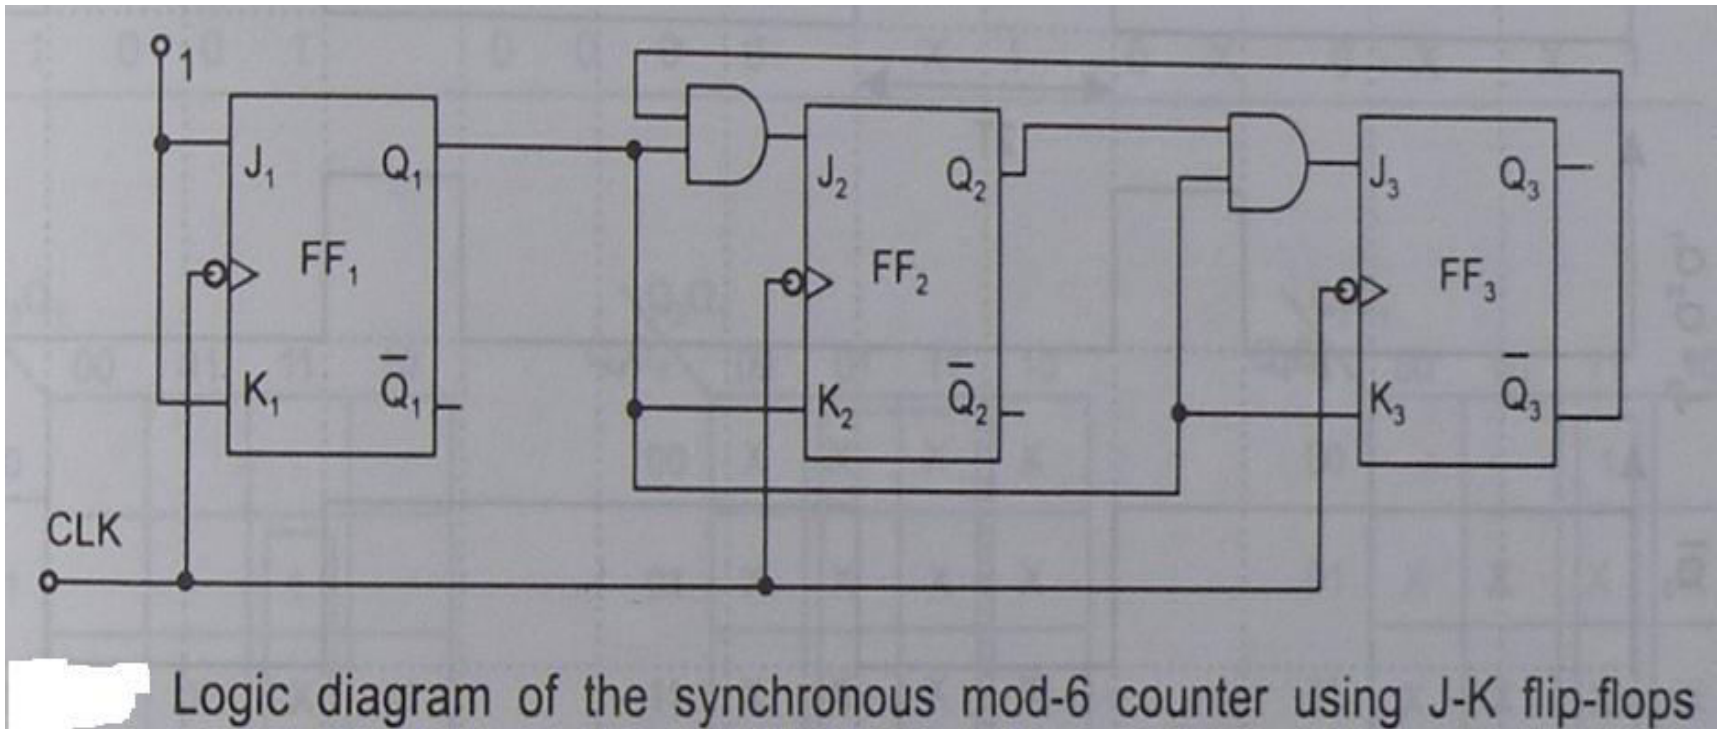 1
J₁ Q₁
FF₁
K₁ Q̅₁
J₂ Q₂
FF₂
K₂ Q̅₂
J₃ Q₃
FF₃
K₃ Q̅₃
CLK
Logic diagram of the synchronous mod-6 counter using J-K flip-flops